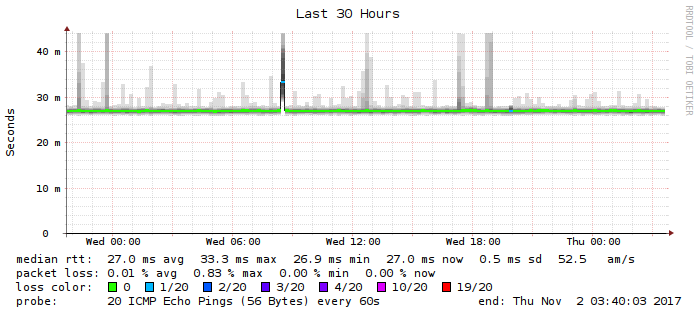 Last 30 Hours
RRDTOOL / TOBI OETIKER
Seconds
40 m
30 m
20 m
10 m
0
Wed 00:00 Wed 06:00 Wed 12:00 Wed 18:00 Thu 00:00
median rtt: 27.0 ms avg 33.3 ms max 26.9 ms min 27.0 ms now 0.5 ms sd 52.5 am/s
packet loss: 0.01 % avg 0.83 % max 0.00 % min 0.00 % now
loss color: 0 1/20 2/20 3/20 4/20 10/20 19/20
probe: 20 ICMP Echo Pings (56 Bytes) every 60s end: Thu Nov 2 03:40:03 2017